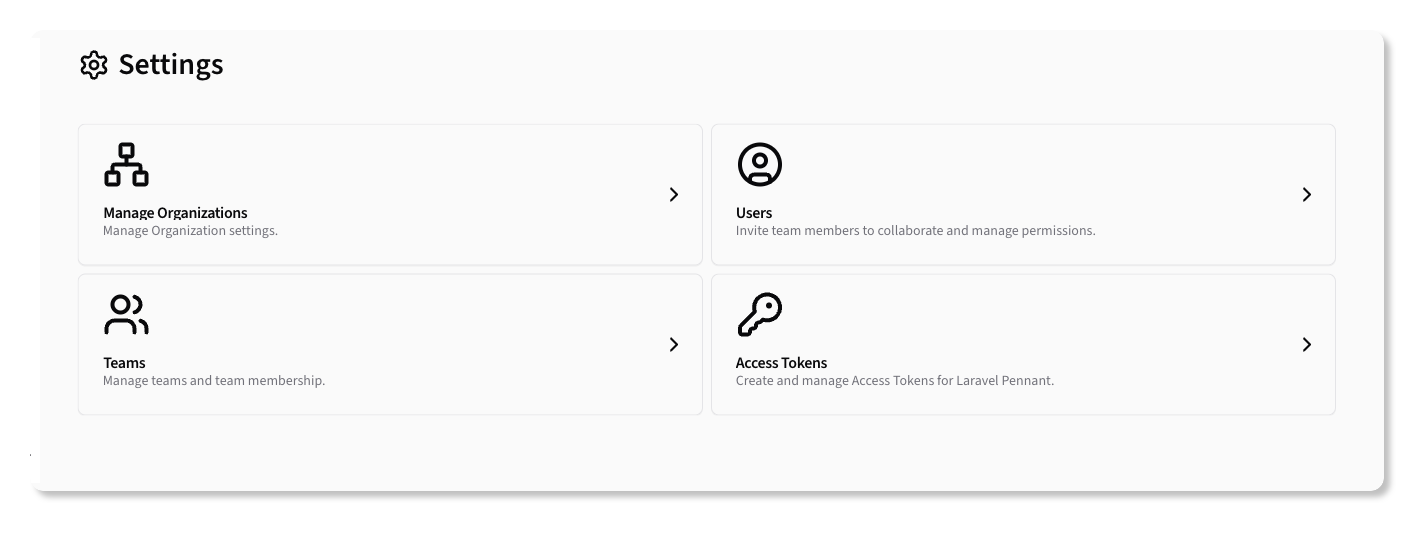 Settings
Manage Organizations
Manage Organization settings.
Users
Invite team members to collaborate and manage permissions.
Teams
Manage teams and team membership.
Access Tokens
Create and manage Access Tokens for Laravel Pennant.